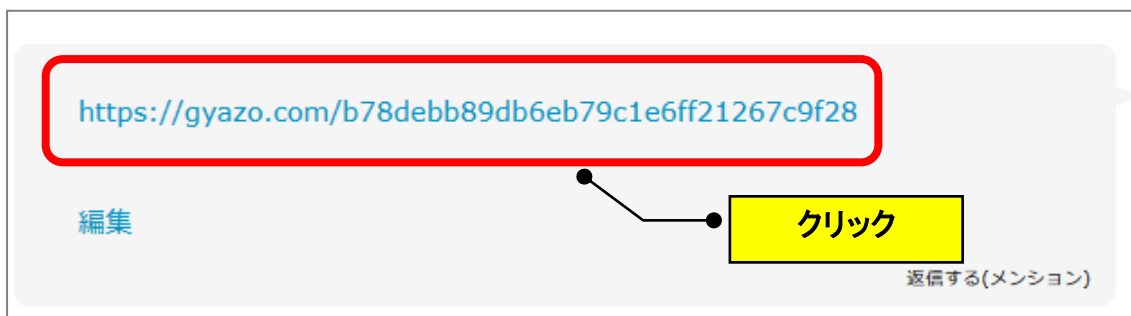 https://gyazo.com/b78debb89db6eb79c1e6ff21267c9f28
編集
クリック
返信する(メンション)